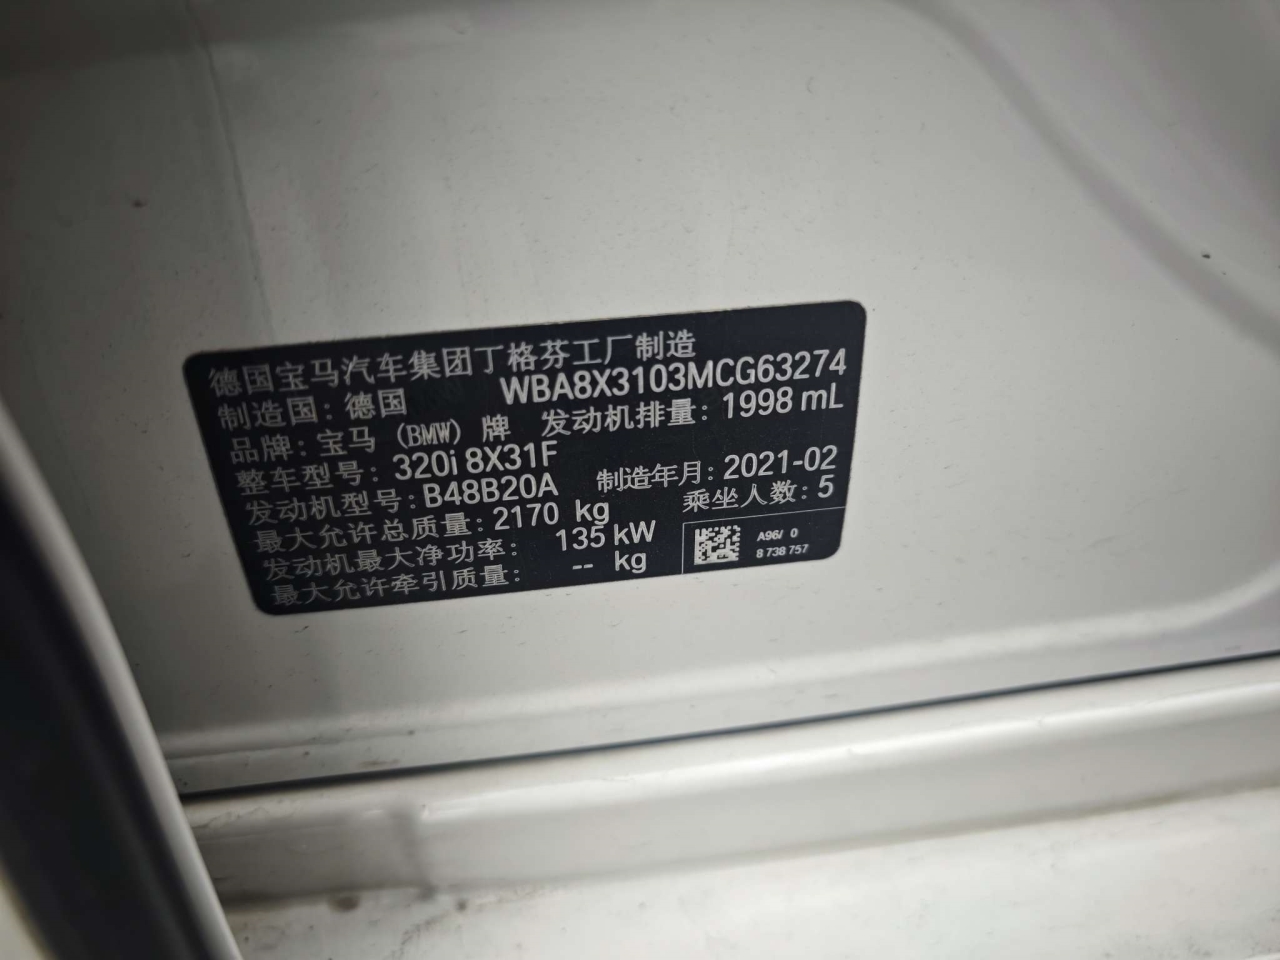 德国宝马汽车集团丁格芬工厂制造
制造国：德国 WBA8X3103MCG63274
品牌：宝马（BMW）牌 发动机排量：1998 mL
整车型号：320i 8X31F
发动机型号：B48B20A 制造年月：2021-02
最大允许总质量：2170 kg 乘坐人数：5
发动机最大净功率： 135 kW
最大允许牵引质量： -- kg
A96/ 0
8 738 757